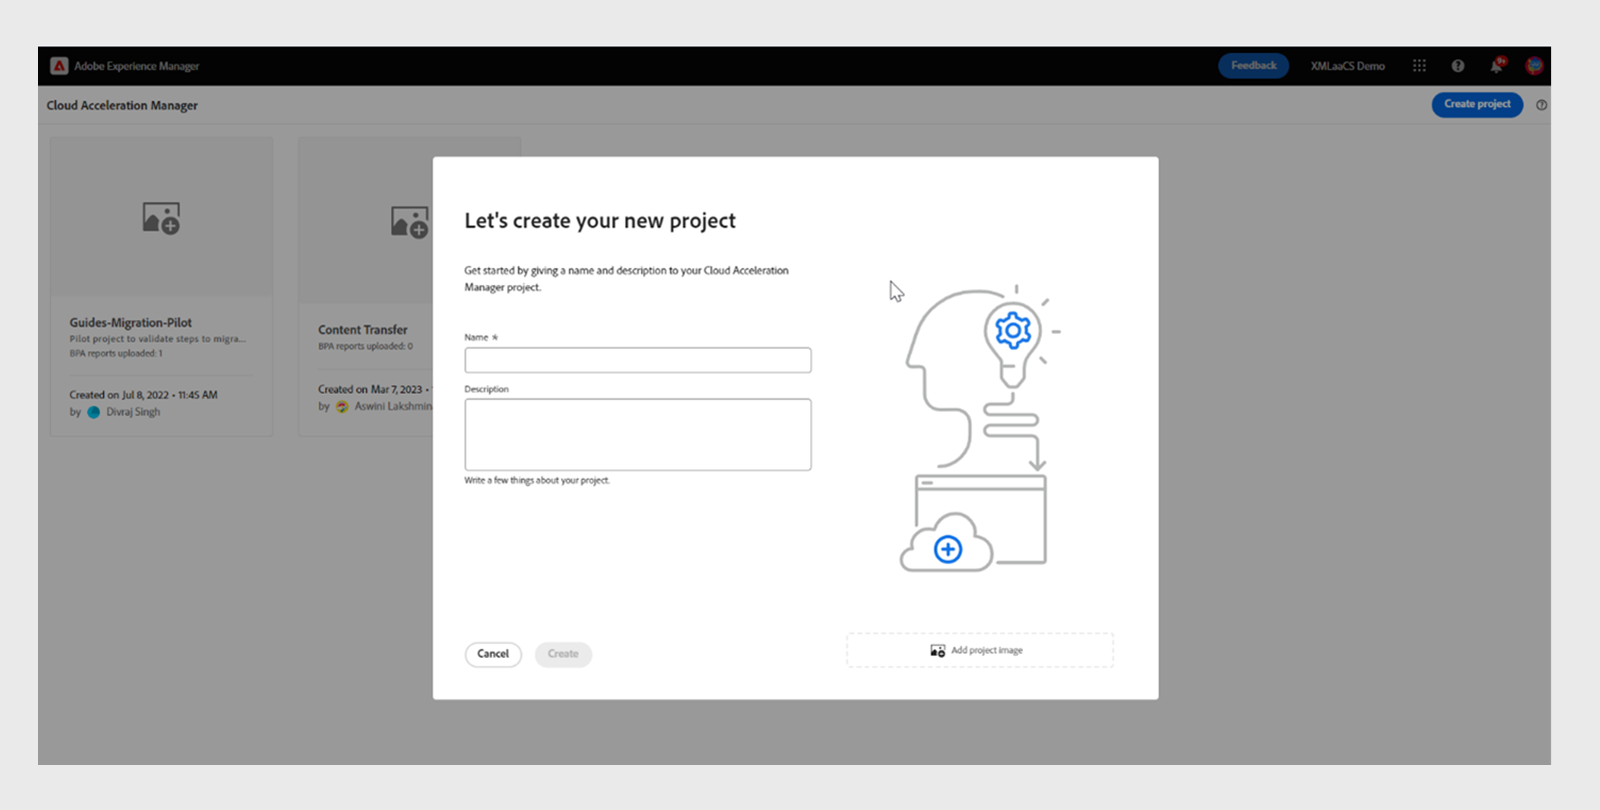 Adobe Experience Manager
Feedback
XMLaaCS Demo
9+
Cloud Acceleration Manager
Create project
Let's create your new project
Get started by giving a name and description to your Cloud Acceleration
Manager project.
Name *
Description
Write a few things about your project.
Cancel
Create
Add project image
Guides-Migration-Pilot
Pilot project to validate steps to migra...
BPA reports uploaded: 1
Created on Jul 8, 2022 • 11:45 AM
by Divraj Singh
Content Transfer
BPA reports uploaded: 0
Created on Mar 7, 2023 •
by Aswini Lakshmin